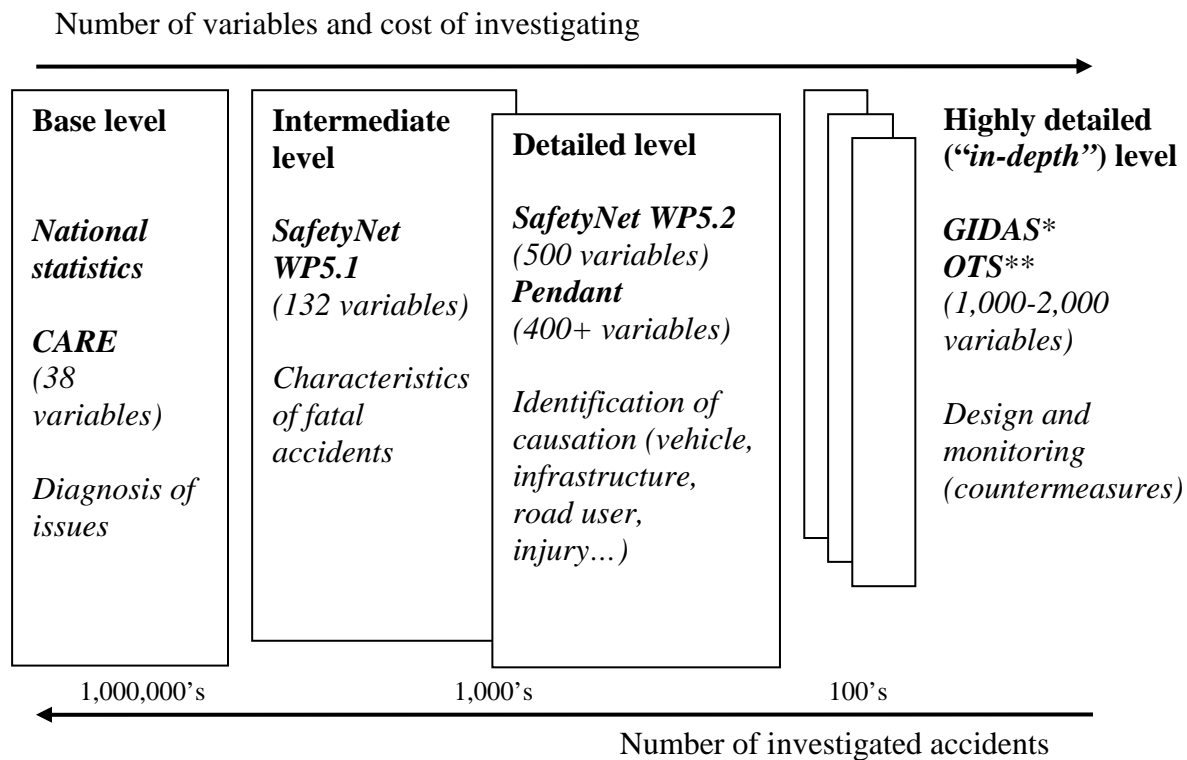 Number of variables and cost of investigating
Base level
National
statistics
CARE
(38
variables)
Diagnosis of
issues
Intermediate
level
SafetyNet
WP5.1
(132 variables)
Characteristics
of fatal
accidents
Detailed level
SafetyNet WP5.2
(500 variables)
Pendant
(400+ variables)
Identification of
causation (vehicle,
infrastructure,
road user,
injury…)
Highly detailed
(“in-depth”) level
GIDAS*
OTS**
(1,000-2,000
variables)
Design and
monitoring
(countermeasures)
1,000,000’s
1,000’s
100’s
Number of investigated accidents